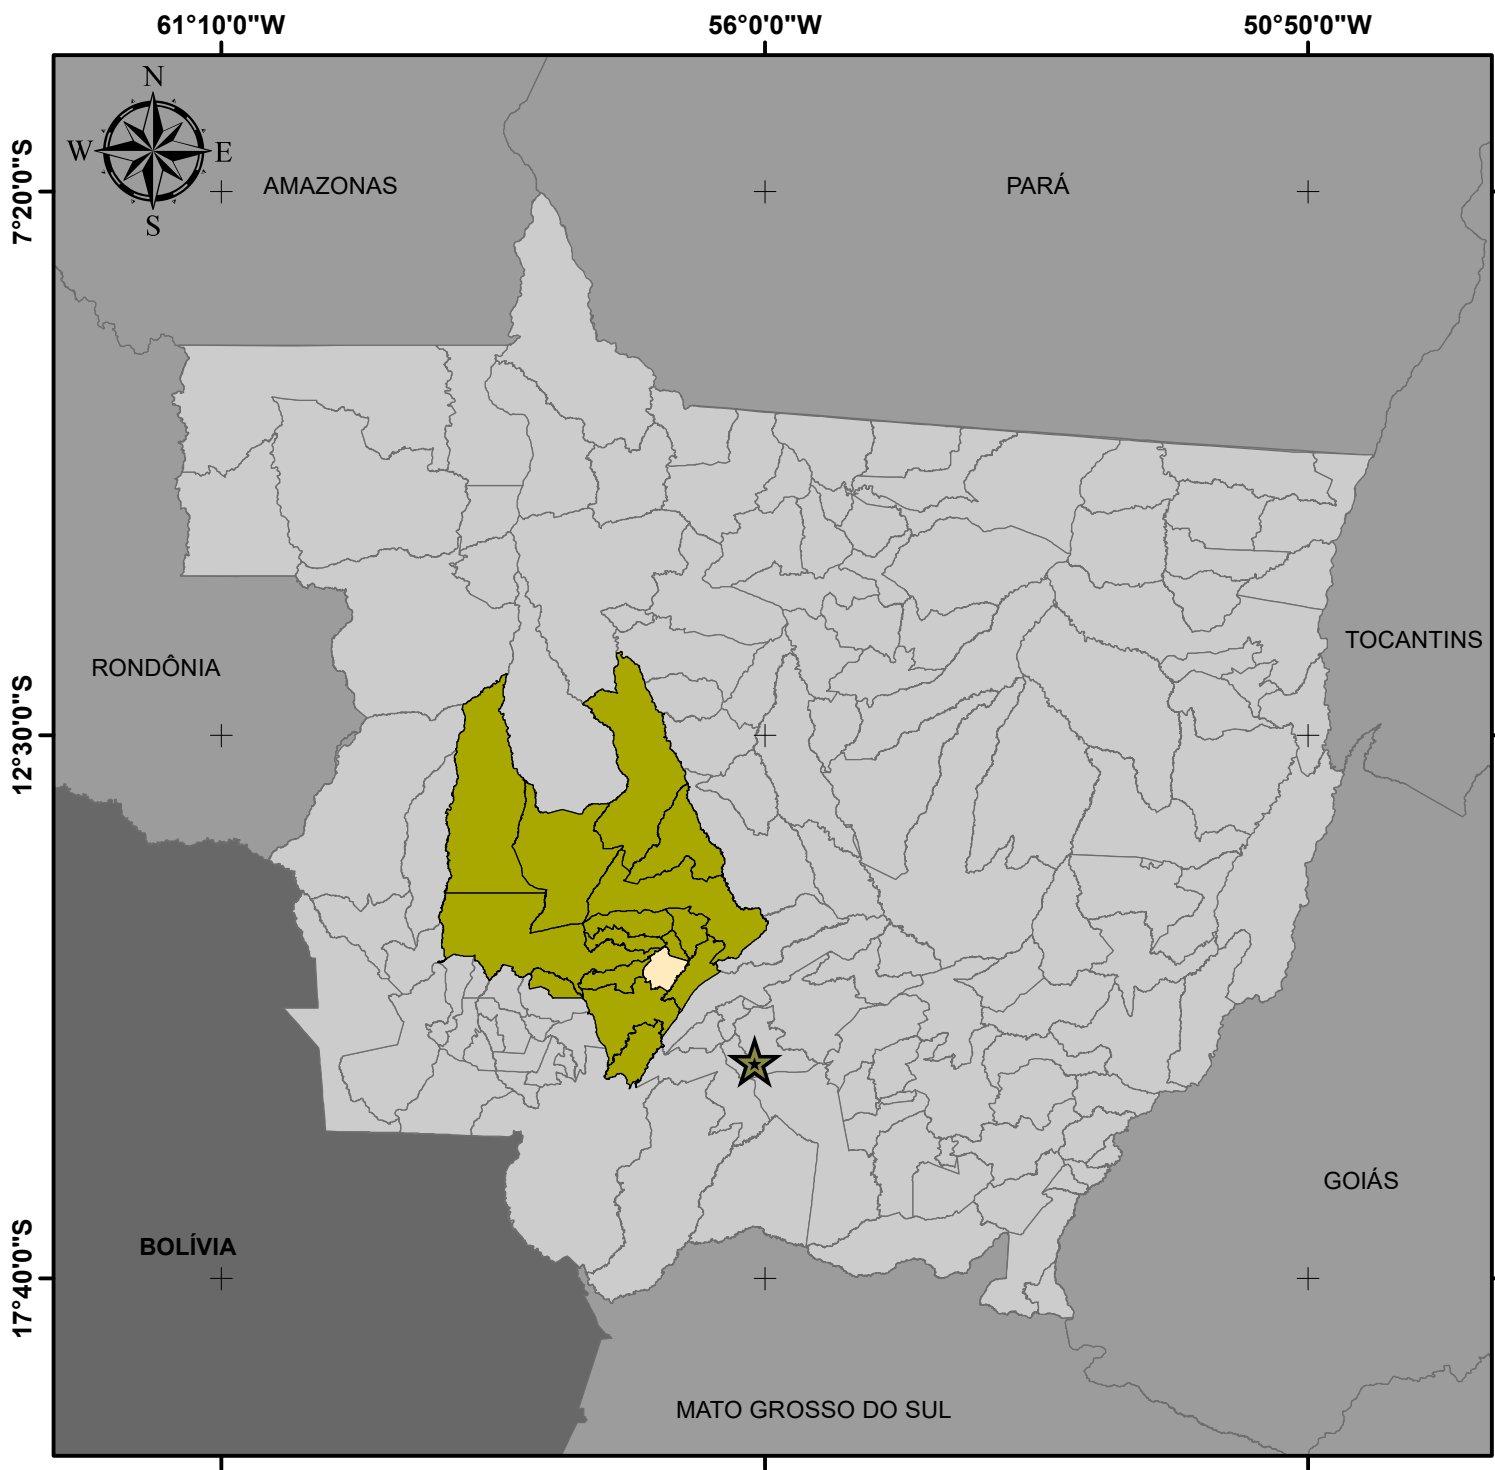 61°10'0"W 56°0'0"W 50°50'0"W
N
W E
S
7°20'0"S
AMAZONAS
PARÁ
RONDÔNIA
TOCANTINS
12°30'0"S
GOIÁS
BOLÍVIA
17°40'0"S
MATO GROSSO DO SUL